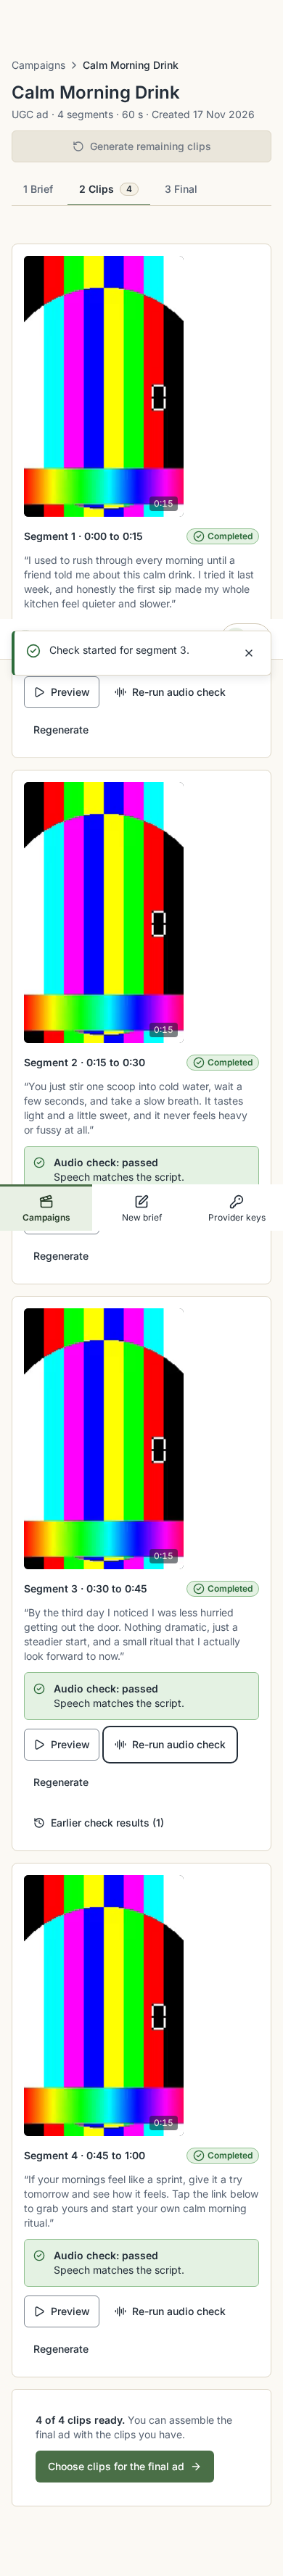 Campaigns > Calm Morning Drink
Calm Morning Drink
UGC ad · 4 segments · 60 s · Created 17 Nov 2026
Generate remaining clips
1 Brief 2 Clips 4 3 Final
0:15
Segment 1 · 0:00 to 0:15 Completed
“I used to rush through every morning until a
friend told me about this calm drink. I tried it last
week, and honestly the first sip made my whole
kitchen feel quieter and slower.”
Check started for segment 3.
Preview Re-run audio check
Regenerate
0:15
Segment 2 · 0:15 to 0:30 Completed
“You just stir one scoop into cold water, wait a
few seconds, and take a slow breath. It tastes
light and a little sweet, and it never feels heavy
or fussy at all.”
Audio check: passed
Speech matches the script.
Campaigns New brief Provider keys
Regenerate
0:15
Segment 3 · 0:30 to 0:45 Completed
“By the third day I noticed I was less hurried
getting out the door. Nothing dramatic, just a
steadier start, and a small ritual that I actually
look forward to now.”
Audio check: passed
Speech matches the script.
Preview Re-run audio check
Regenerate
Earlier check results (1)
0:15
Segment 4 · 0:45 to 1:00 Completed
“If your mornings feel like a sprint, give it a try
tomorrow and see how it feels. Tap the link below
to grab yours and start your own calm morning
ritual.”
Audio check: passed
Speech matches the script.
Preview Re-run audio check
Regenerate
4 of 4 clips ready. You can assemble the
final ad with the clips you have.
Choose clips for the final ad